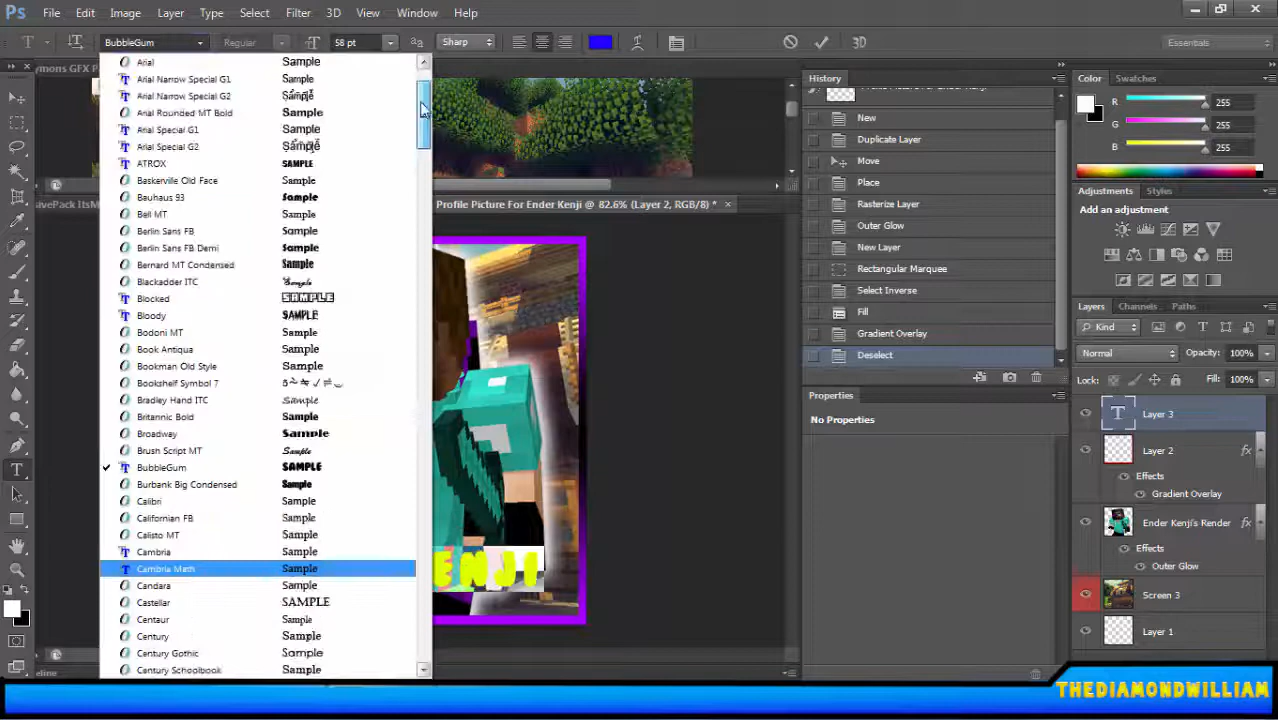 Ps File Edit Image Layer Type Select Filter 3D View Window Help
BubbleGum Regular 58 pt Sharp 3D Essentials
Arial Sample
Arial Narrow Special G1 Sample
Arial Narrow Special G2 Sample
Arial Rounded MT Bold Sample
Arial Special G1 Sample
Arial Special G2 Sample
ATROX SAMPLE
Baskerville Old Face Sample
Bauhaus 93 Sample
Bell MT Sample
Berlin Sans FB Sample
Berlin Sans FB Demi Sample
Bernard MT Condensed Sample
Blackadder ITC Sample
Blocked SAMPLE
Bloody SAMPLE
Bodoni MT Sample
Book Antiqua Sample
Bookman Old Style Sample
Bookshelf Symbol 7
Bradley Hand ITC Sample
Britannic Bold Sample
Broadway Sample
Brush Script MT Sample
BubbleGum SAMPLE
Burbank Big Condensed Sample
Calibri Sample
Californian FB Sample
Calisto MT Sample
Cambria Sample
Cambria Math Sample
Candara Sample
Castellar SAMPLE
Centaur Sample
Century Sample
Century Gothic Sample
Century Schoolbook Sample
ymons GFX P
sivePack ItsM
Profile Picture For Ender Kenji @ 82.6% (Layer 2, RGB/8) *
ENJI
eline
History
New
Duplicate Layer
Move
Place
Rasterize Layer
Outer Glow
New Layer
Rectangular Marquee
Select Inverse
Fill
Gradient Overlay
Deselect
Properties
No Properties
Color Swatches
R 255
G 255
B 255
Adjustments Styles
Add an adjustment
Layers Channels Paths
Kind
Normal Opacity: 100%
Lock: Fill: 100%
Layer 3
Layer 2 fx
Effects
Gradient Overlay
Ender Kenji's Render fx
Effects
Outer Glow
Screen 3
Layer 1
THEDIAMONDWILLIAM